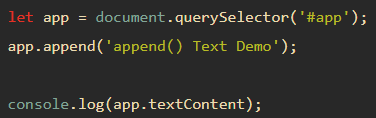 let app = document.querySelector('#app');
app.append('append() Text Demo');
console.log(app.textContent);